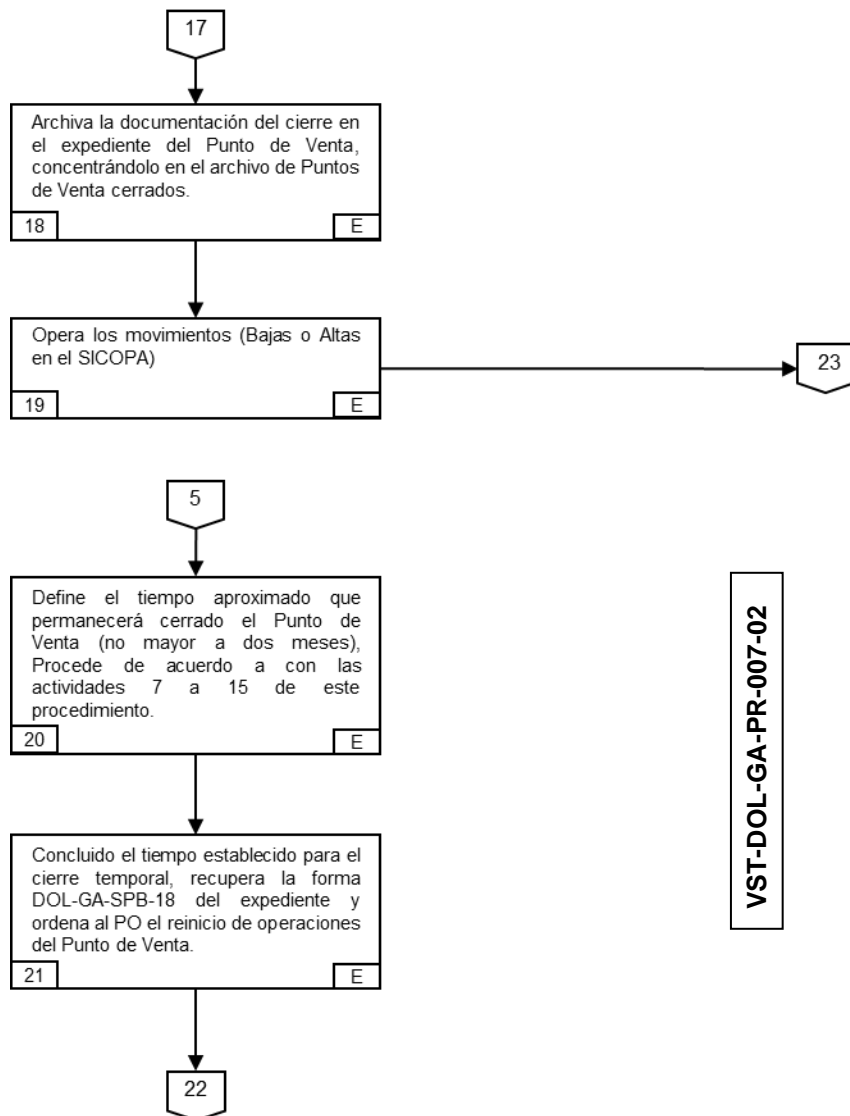 17
Archiva la documentación del cierre en
el expediente del Punto de Venta,
concentrándolo en el archivo de Puntos
de Venta cerrados.
18
E
Opera los movimientos (Bajas o Altas
en el SICOPA)
19
E
23
5
Define el tiempo aproximado que
permanecerá cerrado el Punto de
Venta (no mayor a dos meses),
Procede de acuerdo a con las
actividades 7 a 15 de este
procedimiento.
20
E
VST-DOL-GA-PR-007-02
Concluido el tiempo establecido para el
cierre temporal, recupera la forma
DOL-GA-SPB-18 del expediente y
ordena al PO el reinicio de operaciones
del Punto de Venta.
21
E
22